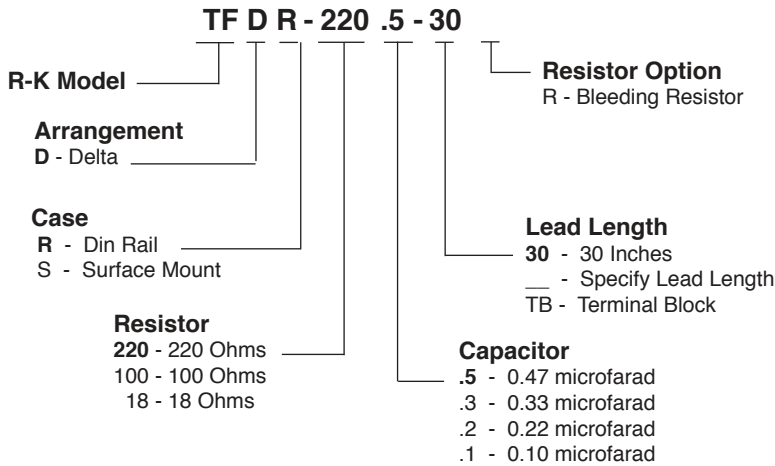 TF D R - 220 .5 - 30
R-K Model
Resistor Option
R - Bleeding Resistor
Arrangement
D - Delta
Case
R - Din Rail
S - Surface Mount
Lead Length
30 - 30 Inches
__ - Specify Lead Length
TB - Terminal Block
Resistor
220 - 220 Ohms
100 - 100 Ohms
18 - 18 Ohms
Capacitor
.5 - 0.47 microfarad
.3 - 0.33 microfarad
.2 - 0.22 microfarad
.1 - 0.10 microfarad